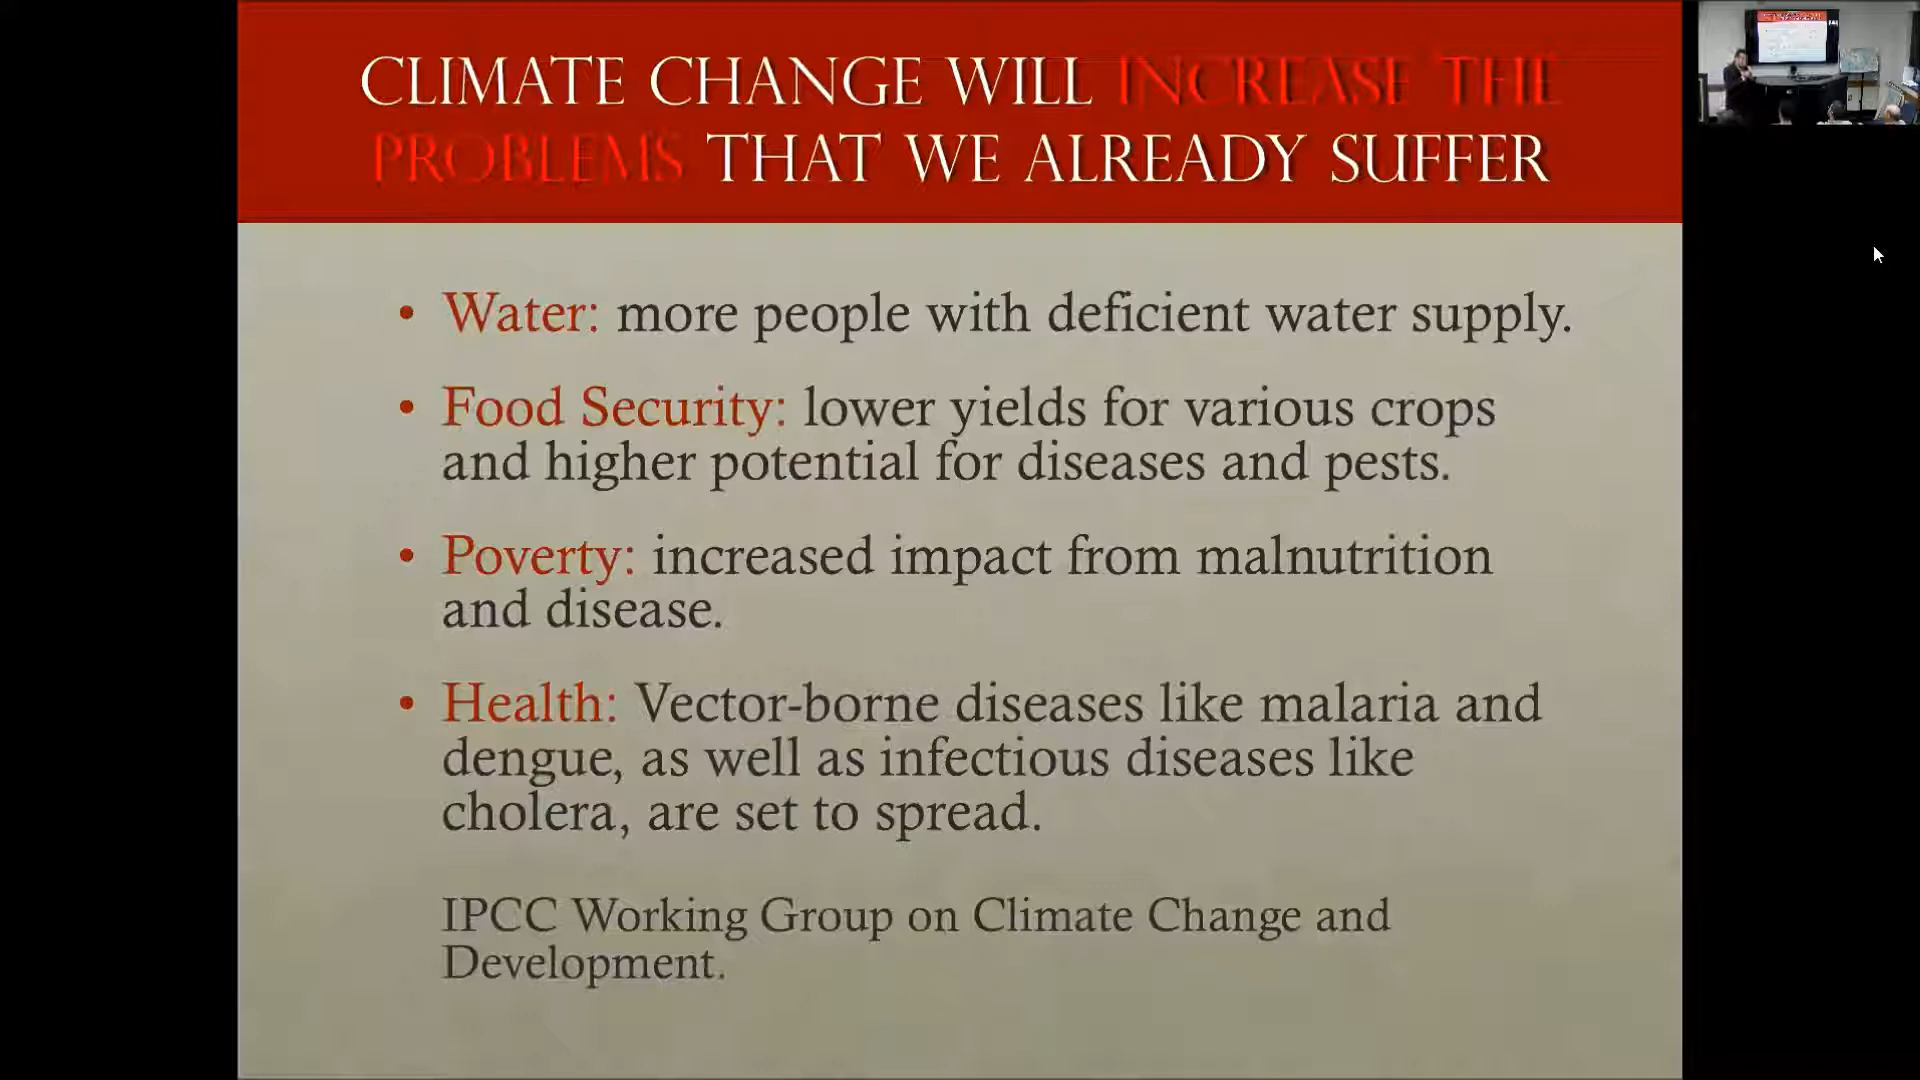 CLIMATE CHANGE WILL INCREASE THE
PROBLEMS THAT WE ALREADY SUFFER
• Water: more people with deficient water supply.
• Food Security: lower yields for various crops
and higher potential for diseases and pests.
• Poverty: increased impact from malnutrition
and disease.
• Health: Vector-borne diseases like malaria and
dengue, as well as infectious diseases like
cholera, are set to spread.
IPCC Working Group on Climate Change and
Development.